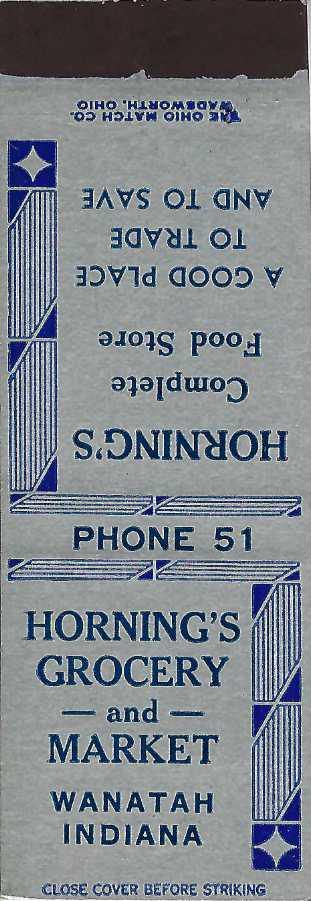 THE OHIO MATCH CO.
WADSWORTH, OHIO
HORNING'S
Complete
Food Store
A GOOD PLACE
TO TRADE
AND TO SAVE
PHONE 51
HORNING'S
GROCERY
— and —
MARKET
WANATAH
INDIANA
CLOSE COVER BEFORE STRIKING